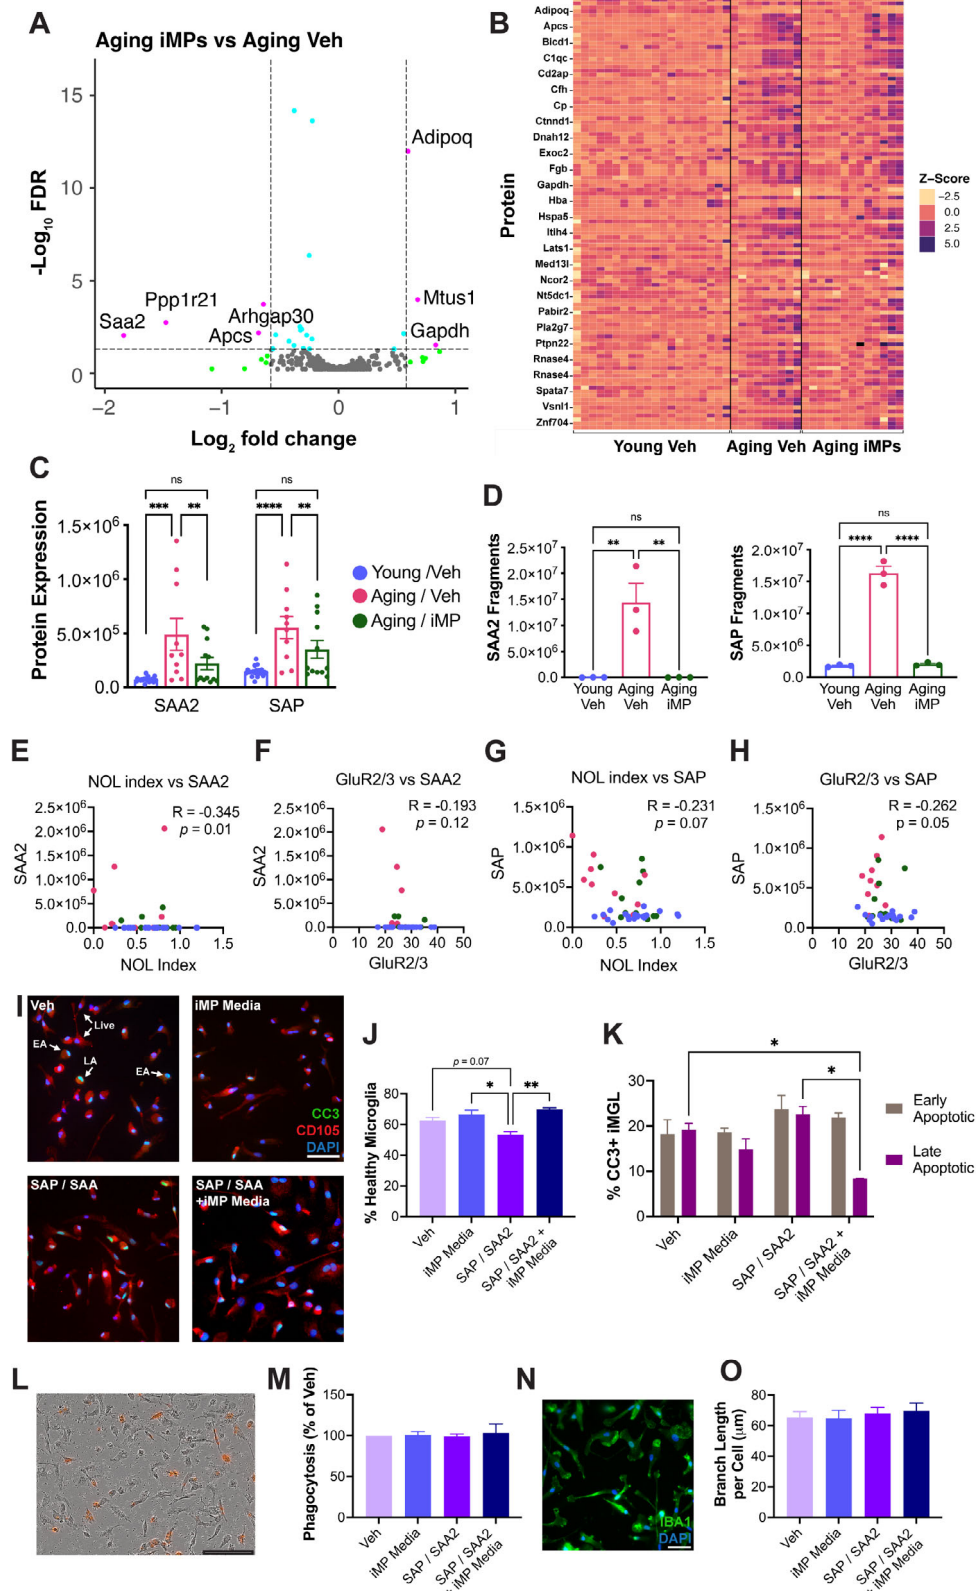 A
Aging iMPs vs Aging Veh
15
10
5
0
-Log10 FDR
Adipoq
Mtus1
Gapdh
Ppp1r21
Saa2
Arhgap30
Apcs
−2
−1
0
1
Log2 fold change
B
Protein
Adipoq
Apcs
Bicd1
C1qc
Cd2ap
Cfh
Cp
Ctnnd1
Dnah12
Exoc2
Fgb
Gapdh
Hba
Hspa5
Itih4
Lats1
Med13l
Ncor2
Nt5dc1
Pabir2
Pla2g7
Ptpn22
Rnase4
Rnase4
Spata7
Vsnl1
Znf704
Young Veh
Aging Veh
Aging iMPs
Z−Score
−2.5
0.0
2.5
5.0
C
ns
ns
*** ** **** **
Protein Expression
1.5×10^6
1.0×10^6
5.0×10^5
0.0
SAA2
SAP
Young /Veh
Aging / Veh
Aging / iMP
D
ns
** **
SAA2 Fragments
2.5×10^7
2.0×10^7
1.5×10^7
1.0×10^7
5.0×10^6
0.0
Young Veh
Aging Veh
Aging iMP
ns
**** ****
SAP Fragments
2.0×10^7
1.5×10^7
1.0×10^7
5.0×10^6
0.0
Young Veh
Aging Veh
Aging iMP
E
NOL index vs SAA2
R = -0.345
p = 0.01
SAA2
2.5×10^6
2.0×10^6
1.5×10^6
1.0×10^6
5.0×10^5
0.0
0.0 0.5 1.0 1.5
NOL Index
F
GluR2/3 vs SAA2
R = -0.193
p = 0.12
SAA2
2.5×10^6
2.0×10^6
1.5×10^6
1.0×10^6
5.0×10^5
0.0
0 10 20 30 40 50
GluR2/3
G
NOL index vs SAP
R = -0.231
p = 0.07
SAP
1.5×10^6
1.0×10^6
5.0×10^5
0.0
0.0 0.5 1.0 1.5
NOL Index
H
GluR2/3 vs SAP
R = -0.262
p = 0.05
SAP
1.5×10^6
1.0×10^6
5.0×10^5
0.0
0 10 20 30 40 50
GluR2/3
I
Veh
Live
EA
LA
EA
CC3
CD105
DAPI
iMP Media
SAP / SAA
SAP / SAA
+iMP Media
J
p = 0.07
* **
% Healthy Microglia
80
60
40
20
0
Veh
iMP Media
SAP / SAA2
SAP / SAA2 +
iMP Media
K
*
*
% CC3+ iMGL
30
20
10
0
Veh
iMP Media
SAP / SAA2
SAP / SAA2 +
iMP Media
Early
Apoptotic
Late
Apoptotic
L
M
Phagocytosis (% of Veh)
150
100
50
0
Veh
iMP Media
SAP / SAA2
SAP / SAA2
iMP Media
N
IBA1
DAPI
O
Branch Length
per Cell (μm)
80
60
40
20
0
Veh
iMP Media
SAP / SAA2
SAP / SAA2
iMP Media